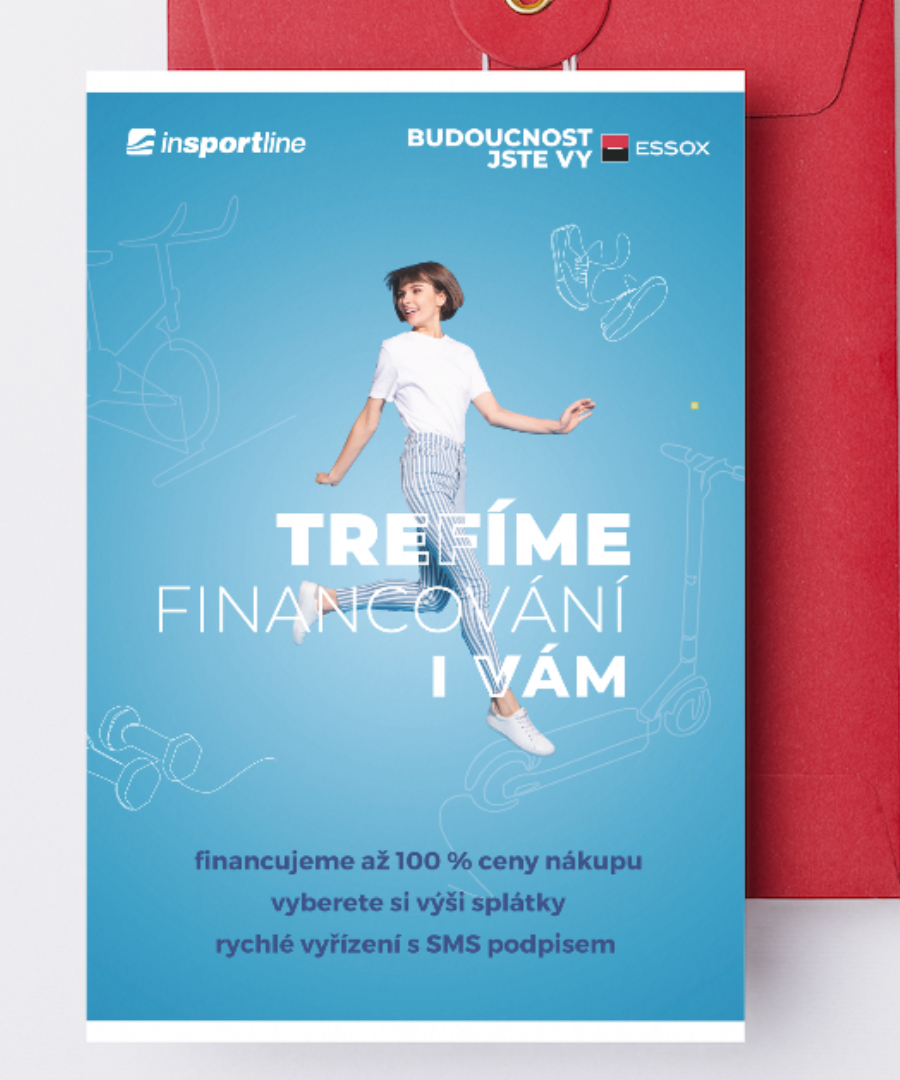 insportline
BUDOUCNOST
JSTE VY
ESSOX
TREFÍME
FINANCOVÁNÍ
I VÁM
financujeme až 100 % ceny nákupu
vyberete si výši splátky
rychlé vyřízení s SMS podpisem